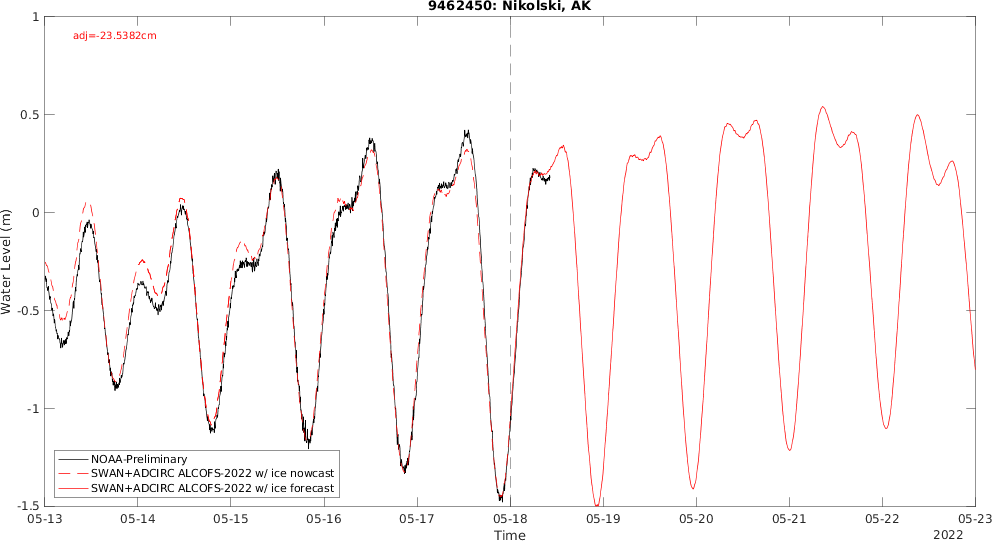 9462450: Nikolski, AK
adj=-23.5382cm
1
0.5
0
-0.5
-1
-1.5
Water Level (m)
NOAA-Preliminary
SWAN+ADCIRC ALCOFS-2022 w/ ice nowcast
SWAN+ADCIRC ALCOFS-2022 w/ ice forecast
05-13 05-14 05-15 05-16 05-17 05-18 05-19 05-20 05-21 05-22 05-23
Time
2022